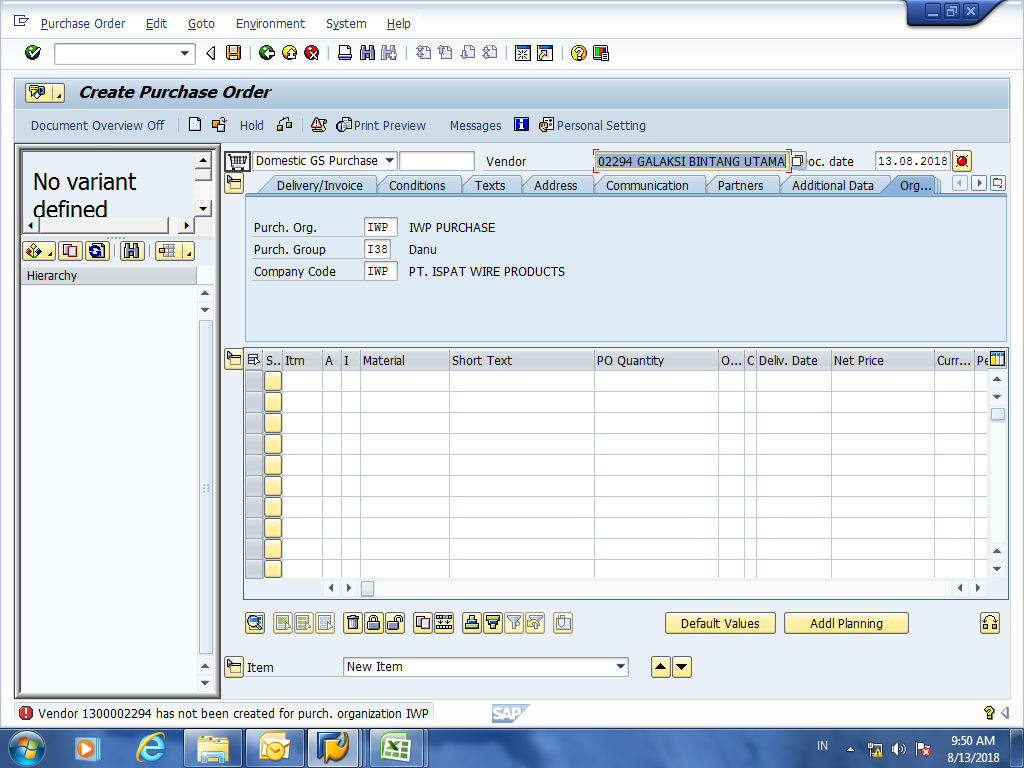 Purchase Order Edit Goto Environment System Help
Create Purchase Order
Document Overview Off Hold Print Preview Messages Personal Setting
No variant
defined
Hierarchy
Domestic GS Purchase Vendor 02294 GALAKSI BINTANG UTAMA oc. date 13.08.2018
Delivery/Invoice Conditions Texts Address Communication Partners Additional Data Org...
Purch. Org. IWP IWP PURCHASE
Purch. Group I38 Danu
Company Code IWP PT. ISPAT WIRE PRODUCTS
S.. Itm A I Material Short Text PO Quantity O... C Deliv. Date Net Price Curr... Pe
Default Values Addl Planning
Item New Item
Vendor 1300002294 has not been created for purch. organization IWP
SAP
IN 9:50 AM
8/13/2018